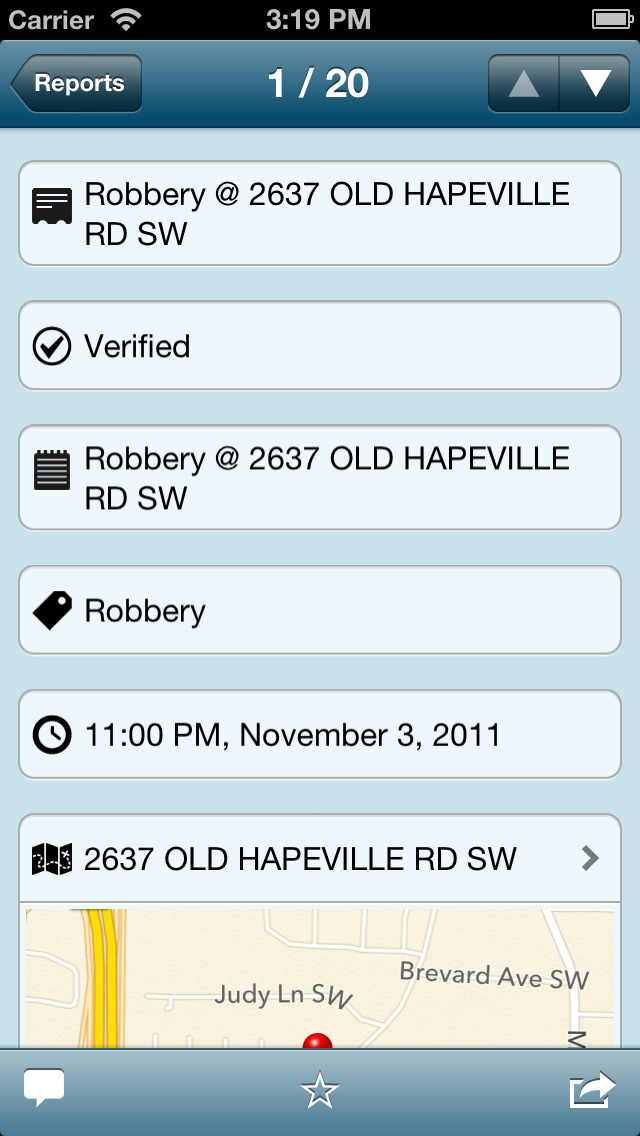 Carrier 3:19 PM
Reports 1 / 20
Robbery @ 2637 OLD HAPEVILLE
RD SW
Verified
Robbery @ 2637 OLD HAPEVILLE
RD SW
Robbery
11:00 PM, November 3, 2011
2637 OLD HAPEVILLE RD SW
Brevard Ave SW
Judy Ln SW
M